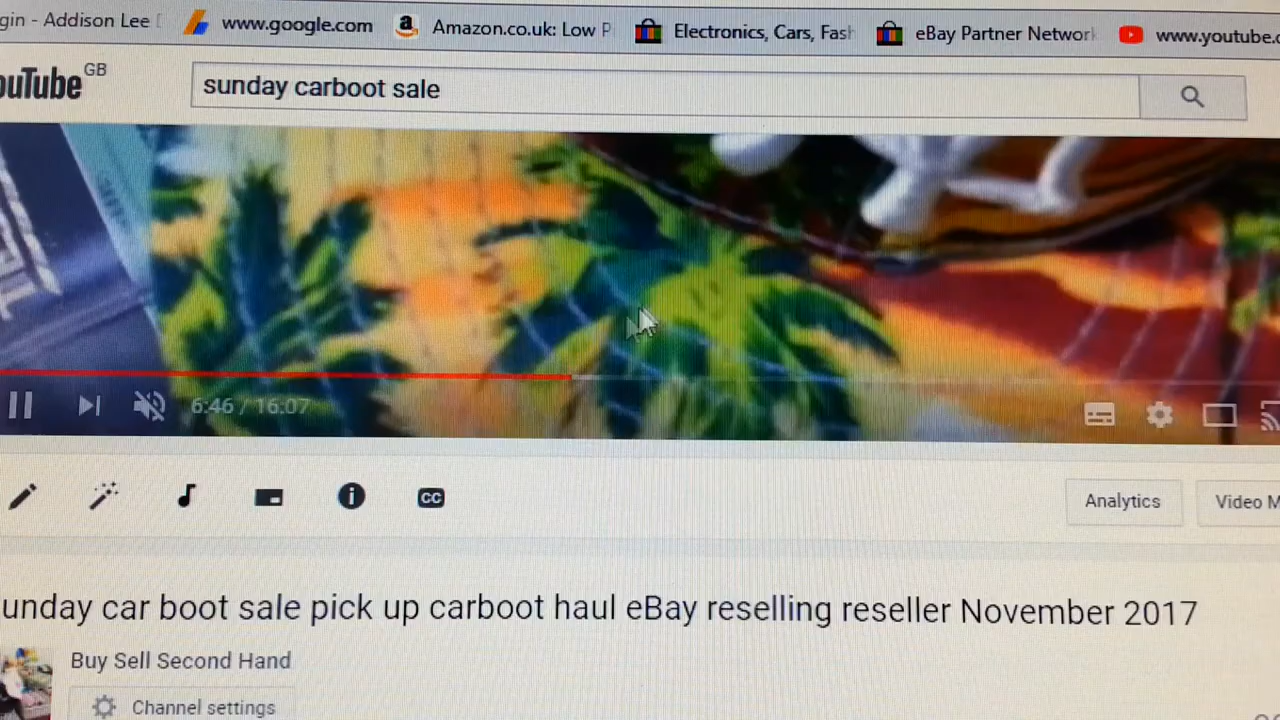 gin - Addison Lee
www.google.com
Amazon.co.uk: Low P
Electronics, Cars, Fash
eBay Partner Network
www.youtube.c
ouTube GB
sunday carboot sale
6:46 / 16:07
CC
Analytics
Video M
unday car boot sale pick up carboot haul eBay reselling reseller November 2017
Buy Sell Second Hand
Channel settings